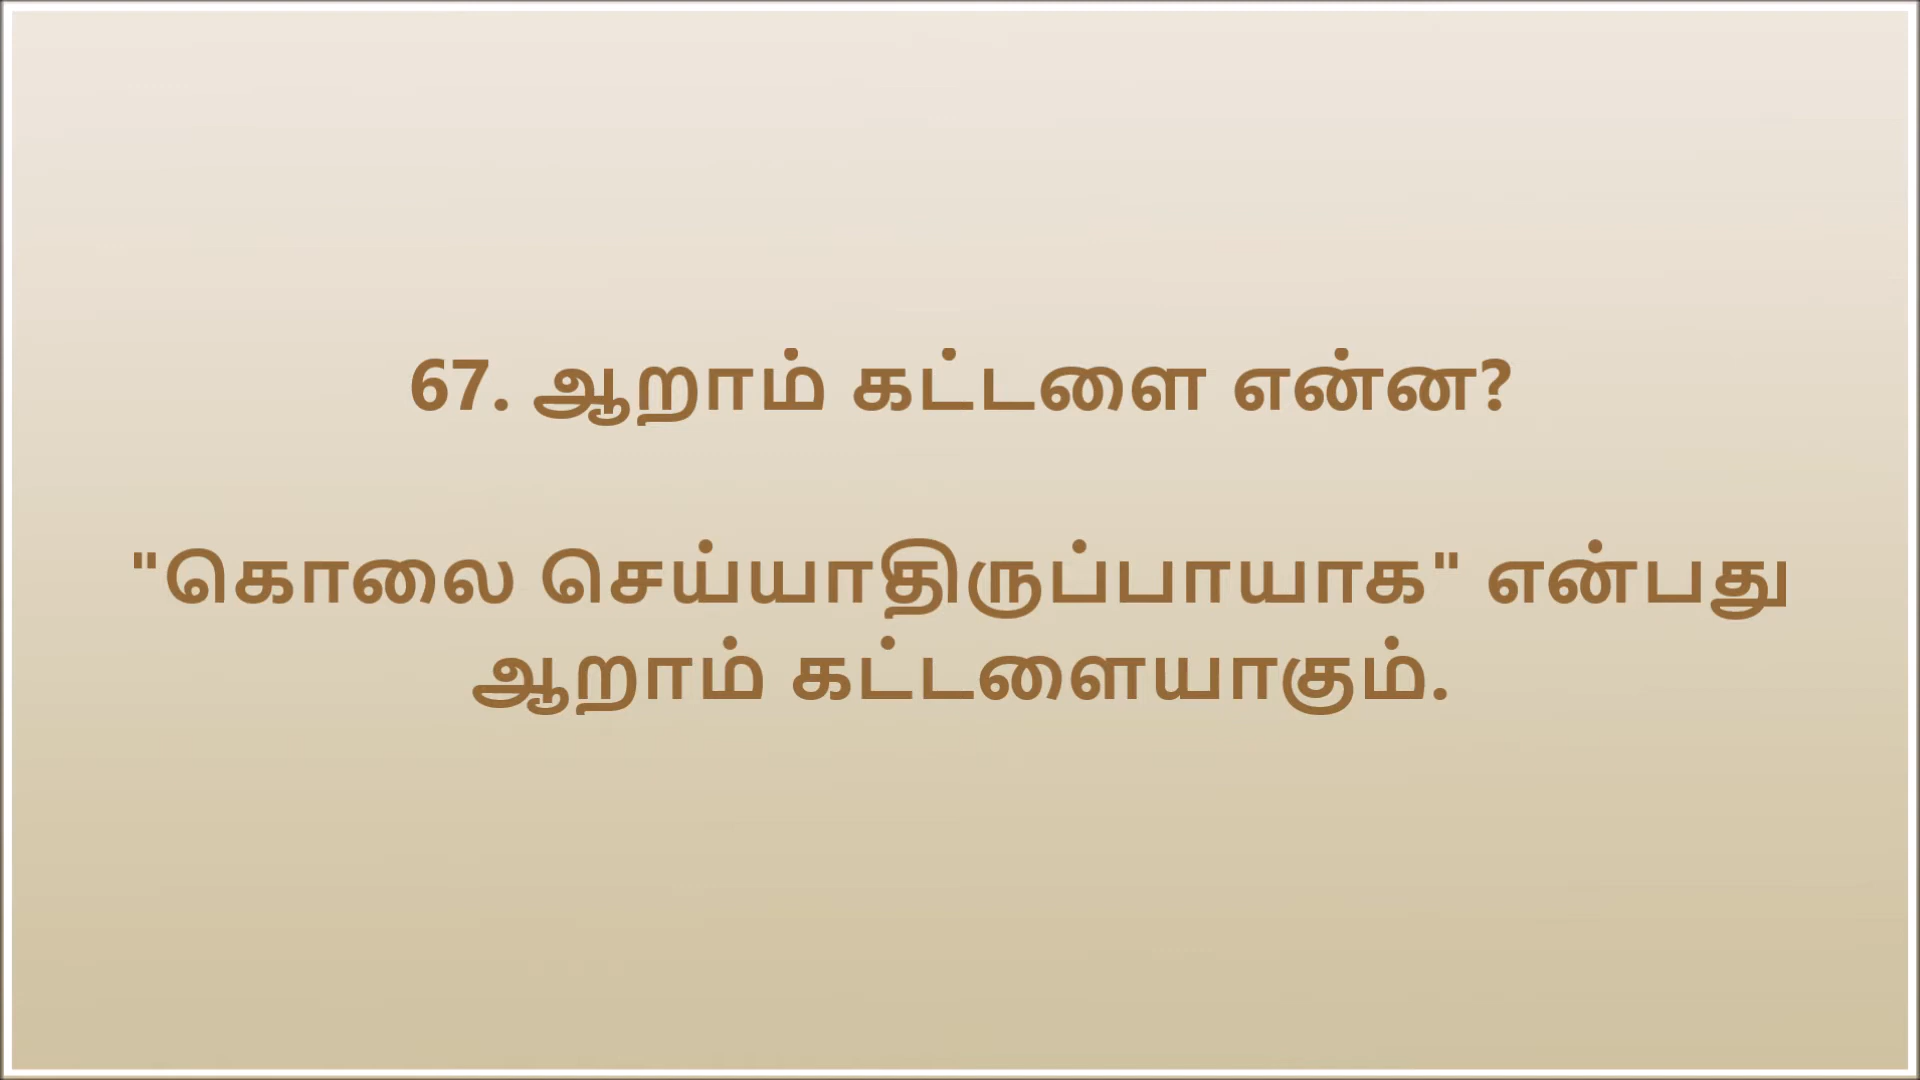 67. ஆறாம் கட்டளை என்ன?
"கொலை செய்யாதிருப்பாயாக" என்பது
ஆறாம் கட்டளையாகும்.